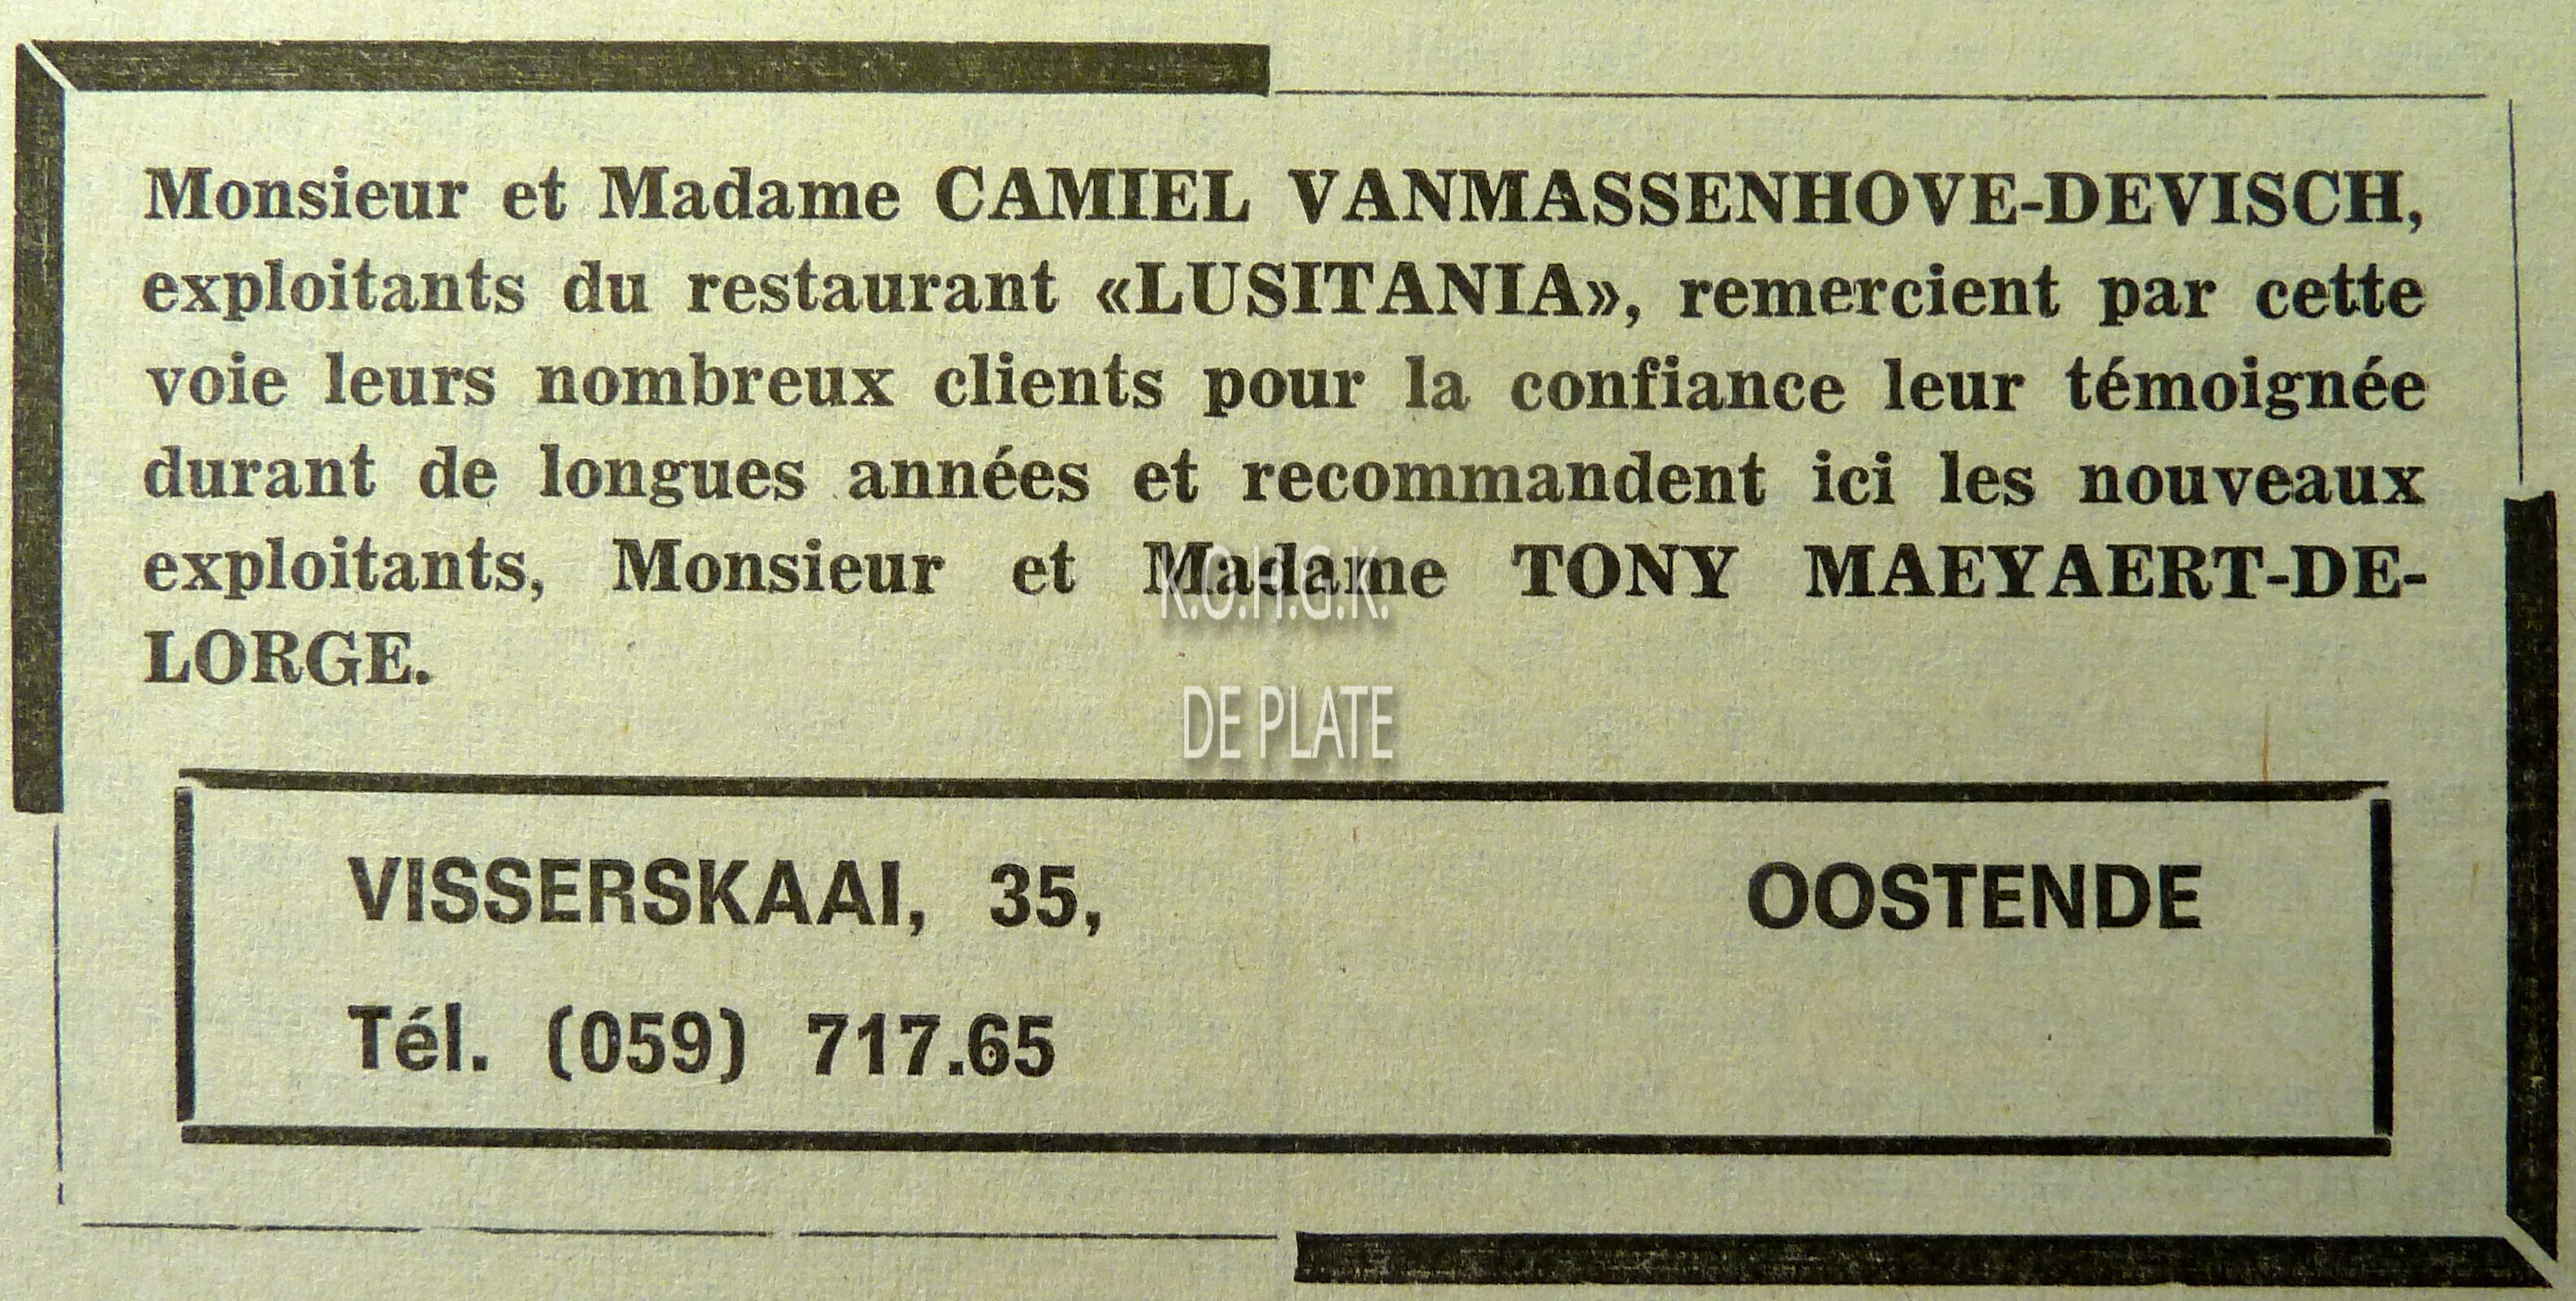 Monsieur et Madame CAMIEL VANMASSENHOVE-DEVISCH,
exploitants du restaurant «LUSITANIA», remercient par cette
voie leurs nombreux clients pour la confiance leur témoignée
durant de longues années et recommandent ici les nouveaux
exploitants, Monsieur et Madame TONY MAEYAERT-DE-
LORGE.
K.O.H.G.K.
DE PLATE
VISSERSKAAI, 35, OOSTENDE
Tél. (059) 717.65